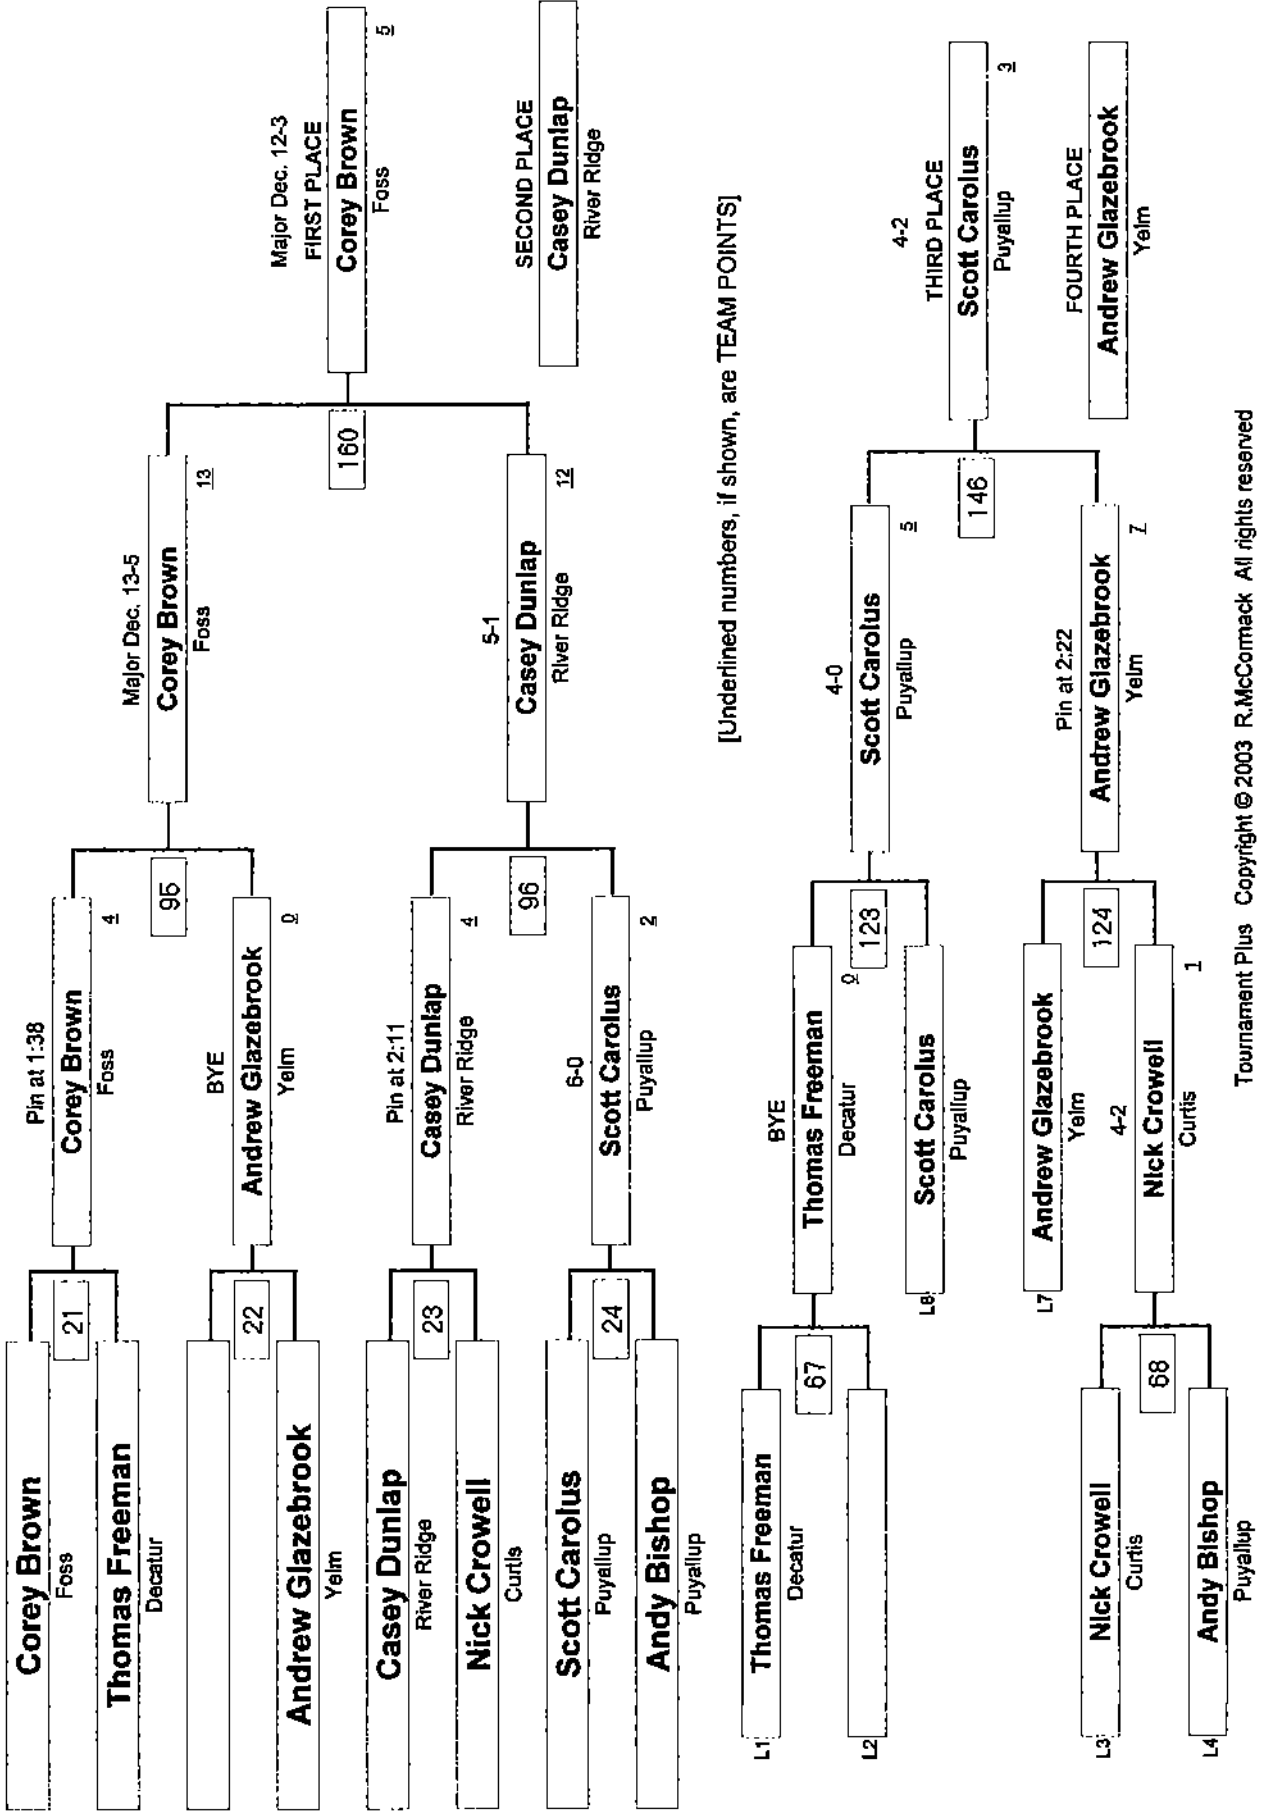 Corey Brown
Foss
21
Thomas Freeman
Decatur
22
Andrew Glazebrook
Yelm
Casey Dunlap
River Ridge
23
Nick Crowell
Curtis
Scott Carolus
Puyallup
24
Andy Bishop
Puyallup
Pin at 1:38
Corey Brown
Foss
4
95
BYE
Andrew Glazebrook
Yelm
0
Pin at 2:11
Casey Dunlap
River Ridge
4
96
6-0
Scott Carolus
Puyallup
2
Major Dec. 13-5
Corey Brown
Foss
13
160
5-1
Casey Dunlap
River Ridge
12
Major Dec. 12-3
FIRST PLACE
Corey Brown
Foss
5
SECOND PLACE
Casey Dunlap
River Ridge
[Underlined numbers, if shown, are TEAM POINTS]
L1
Thomas Freeman
Decatur
67
L2
L3
Nick Crowell
Curtis
68
L4
Andy Bishop
Puyallup
BYE
Thomas Freeman
Decatur
0
123
L8
Scott Carolus
Puyallup
L7
Andrew Glazebrook
Yelm
124
4-2
Nick Crowell
Curtis
1
4-0
Scott Carolus
Puyallup
5
146
Pin at 2:22
Andrew Glazebrook
Yelm
7
4-2
THIRD PLACE
Scott Carolus
Puyallup
3
FOURTH PLACE
Andrew Glazebrook
Yelm
Tournament Plus Copyright © 2003 R.McCormack All rights reserved